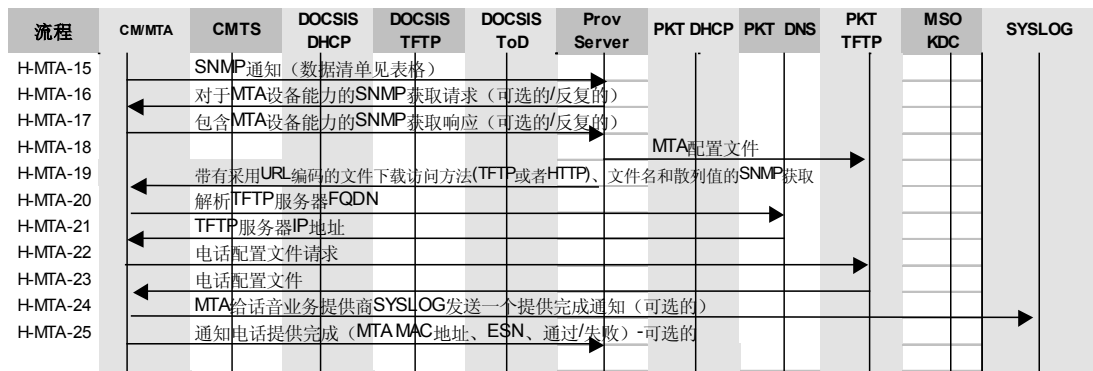 流程 CM/MTA CMTS DOCSIS DHCP DOCSIS TFTP DOCSIS ToD Prov Server PKT DHCP PKT DNS PKT TFTP MSO KDC SYSLOG
H-MTA-15 SNMP通知（数据清单见表格）
H-MTA-16 对于MTA设备能力的SNMP获取请求（可选的/反复的）
H-MTA-17 包含MTA设备能力的SNMP获取响应（可选的/反复的）
H-MTA-18 MTA配置文件
H-MTA-19 带有采用URL编码的文件下载访问方法(TFTP或者HTTP)、文件名和散列值的SNMP获取
H-MTA-20 解析TFTP服务器FQDN
H-MTA-21 TFTP服务器IP地址
H-MTA-22 电话配置文件请求
H-MTA-23 电话配置文件
H-MTA-24 MTA给话音业务提供商SYSLOG发送一个提供完成通知（可选的）
H-MTA-25 通知电话提供完成（MTA MAC地址、ESN、通过/失败）-可选的